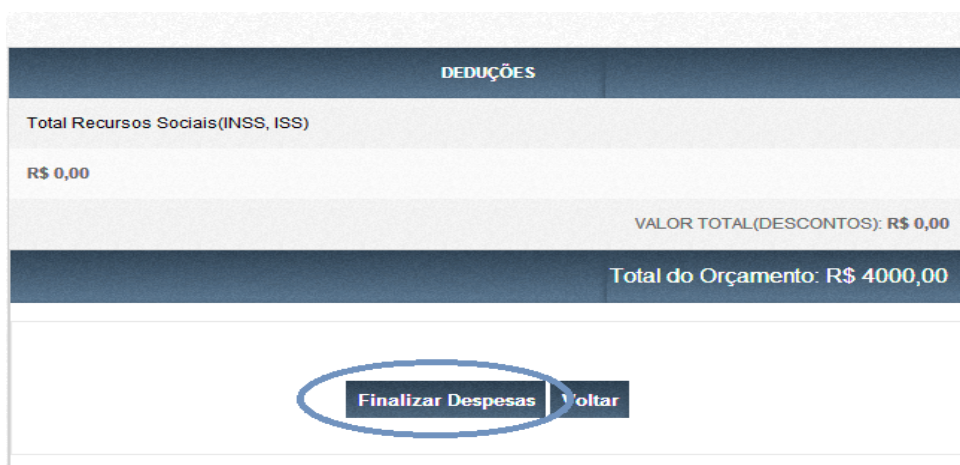 DEDUÇÕES
Total Recursos Sociais(INSS, ISS)
R$ 0,00
VALOR TOTAL(DESCONTOS): R$ 0,00
Total do Orçamento: R$ 4000,00
Finalizar Despesas Voltar